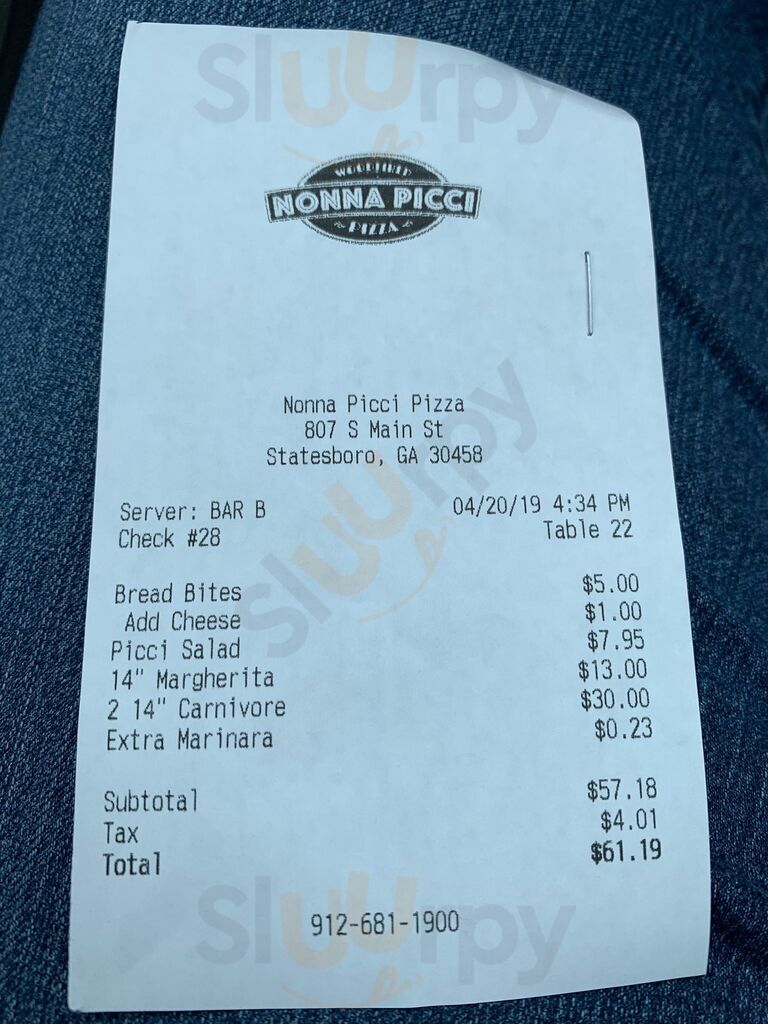 Sluurpy
WOODFIRED
NONNA PICCI
PIZZA
Nonna Picci Pizza
807 S Main St
Statesboro, GA 30458
Server: BAR B 04/20/19 4:34 PM
Check #28 Table 22
Sluurpy
Bread Bites $5.00
Add Cheese $1.00
Picci Salad $7.95
14" Margherita $13.00
2 14" Carnivore $30.00
Extra Marinara $0.23
Subtotal $57.18
Tax $4.01
Total $61.19
Sluurpy
912-681-1900